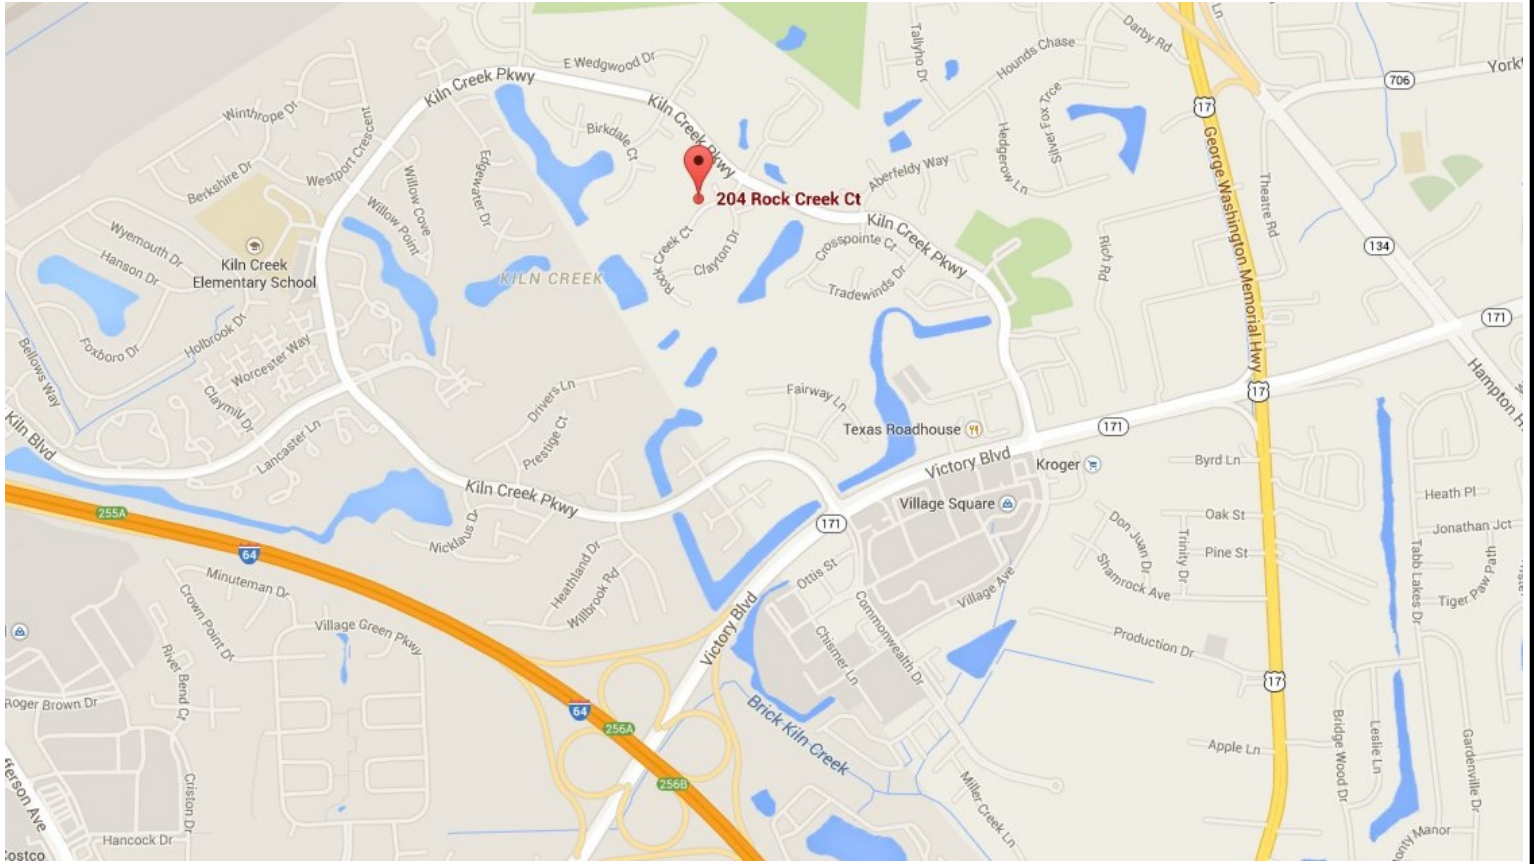 Ln
Darby Rd
Tallyho Dr
Hounds Chase
E Wedgwood Dr
Kiln Creek Pkwy
706
Kiln Creek Pkwy
17
Winthrope Dr
Westport Crescent
Birkdale Ct
Silver Fox Trce
Hedgerow Ln
George Washington Memorial Hwy
Edgewater Dr
Willow Cove
Berkshire Dr
Aberfeldy Way
Theatre Rd
204 Rock Creek Ct
Willow Point
Wyemouth Dr
Kiln Creek Pkwy
Rock Creek Ct
Clayton Dr
Crosspointe Ct
Rich Rd
134
Hanson Dr
Kiln Creek
Elementary School
KILN CREEK
Tradewinds Dr
171
Holbrook Dr
Foxboro Dr
Bellows Way
Worcester Way
Claymill Dr
Drivers Ln
Fairway Ln
17
171
Kiln Blvd
Lancaster Ln
Prestige Ct
Texas Roadhouse
Victory Blvd
Kroger
Byrd Ln
Kiln Creek Pkwy
Village Square
Heath Pl
255A
171
Oak St
Jonathan Jct
64
Nicklaus D
Don Juan Dr
Trinity Dr
Pine St
Tabb Lakes Dr
Minuteman Dr
Heathland Dr
Willbrook Rd
Ottis St
Village Ave
Shamrock Ave
Tiger Paw Path
Crown Point Dr
Village Green Pkwy
Victory Blvd
Chismer Ln
Commonwealth Dr
Production Dr
River Bend Ct
17
Roger Brown Dr
64
256A
Brick Kiln Creek
Bridge Wood Dr
Leslie Ln
Gardenville Dr
Apple Ln
256B
Criston Dr
Miller Creek Ln
fferson Ave
Hancock Dr
onty Manor
ostco